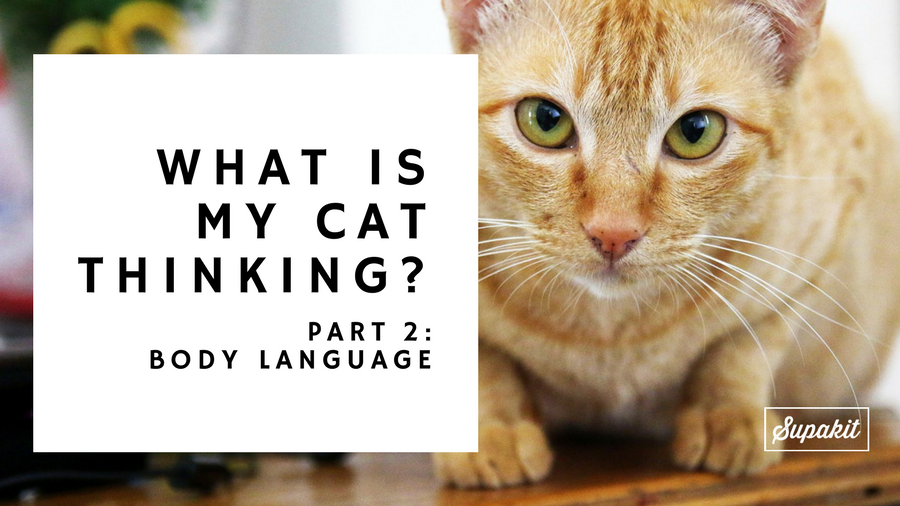 WHAT IS
MY CAT
THINKING?
PART 2:
BODY LANGUAGE
Supakit